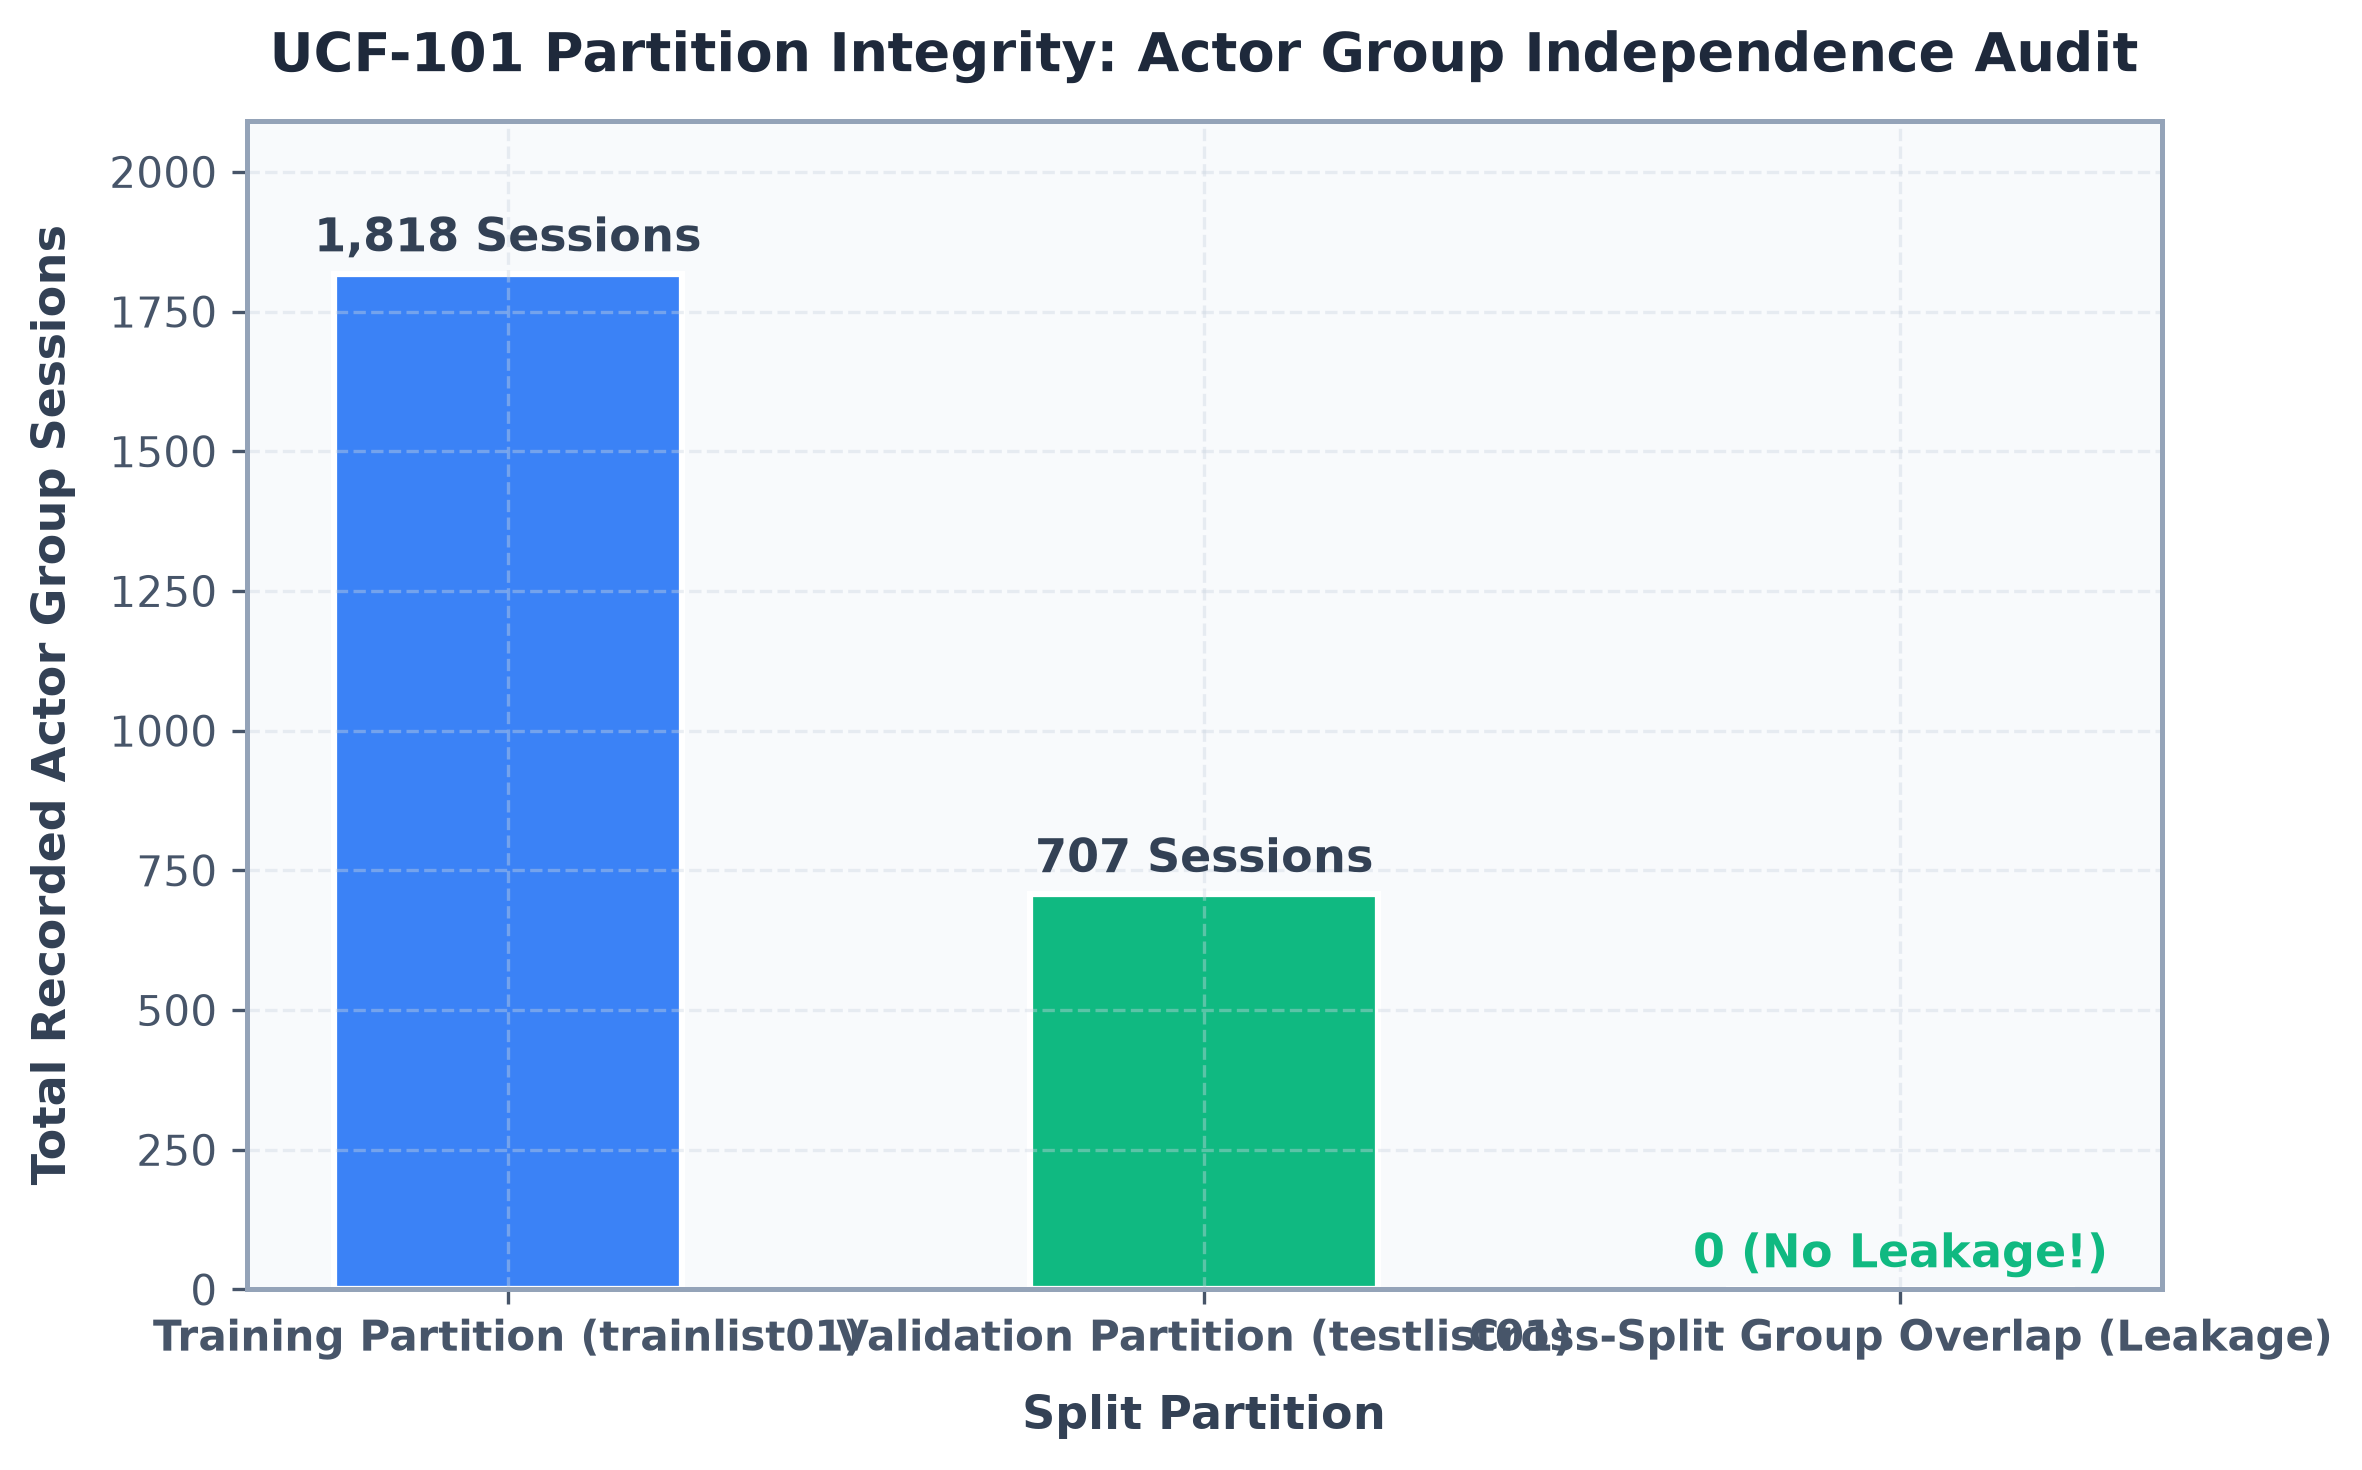 UCF-101 Partition Integrity: Actor Group Independence Audit
Total Recorded Actor Group Sessions
2000
1750
1500
1250
1000
750
500
250
0
1,818 Sessions
707 Sessions
0 (No Leakage!)
Training Partition (trainlist01)
Validation Partition (testlist01)
Cross-Split Group Overlap (Leakage)
Split Partition